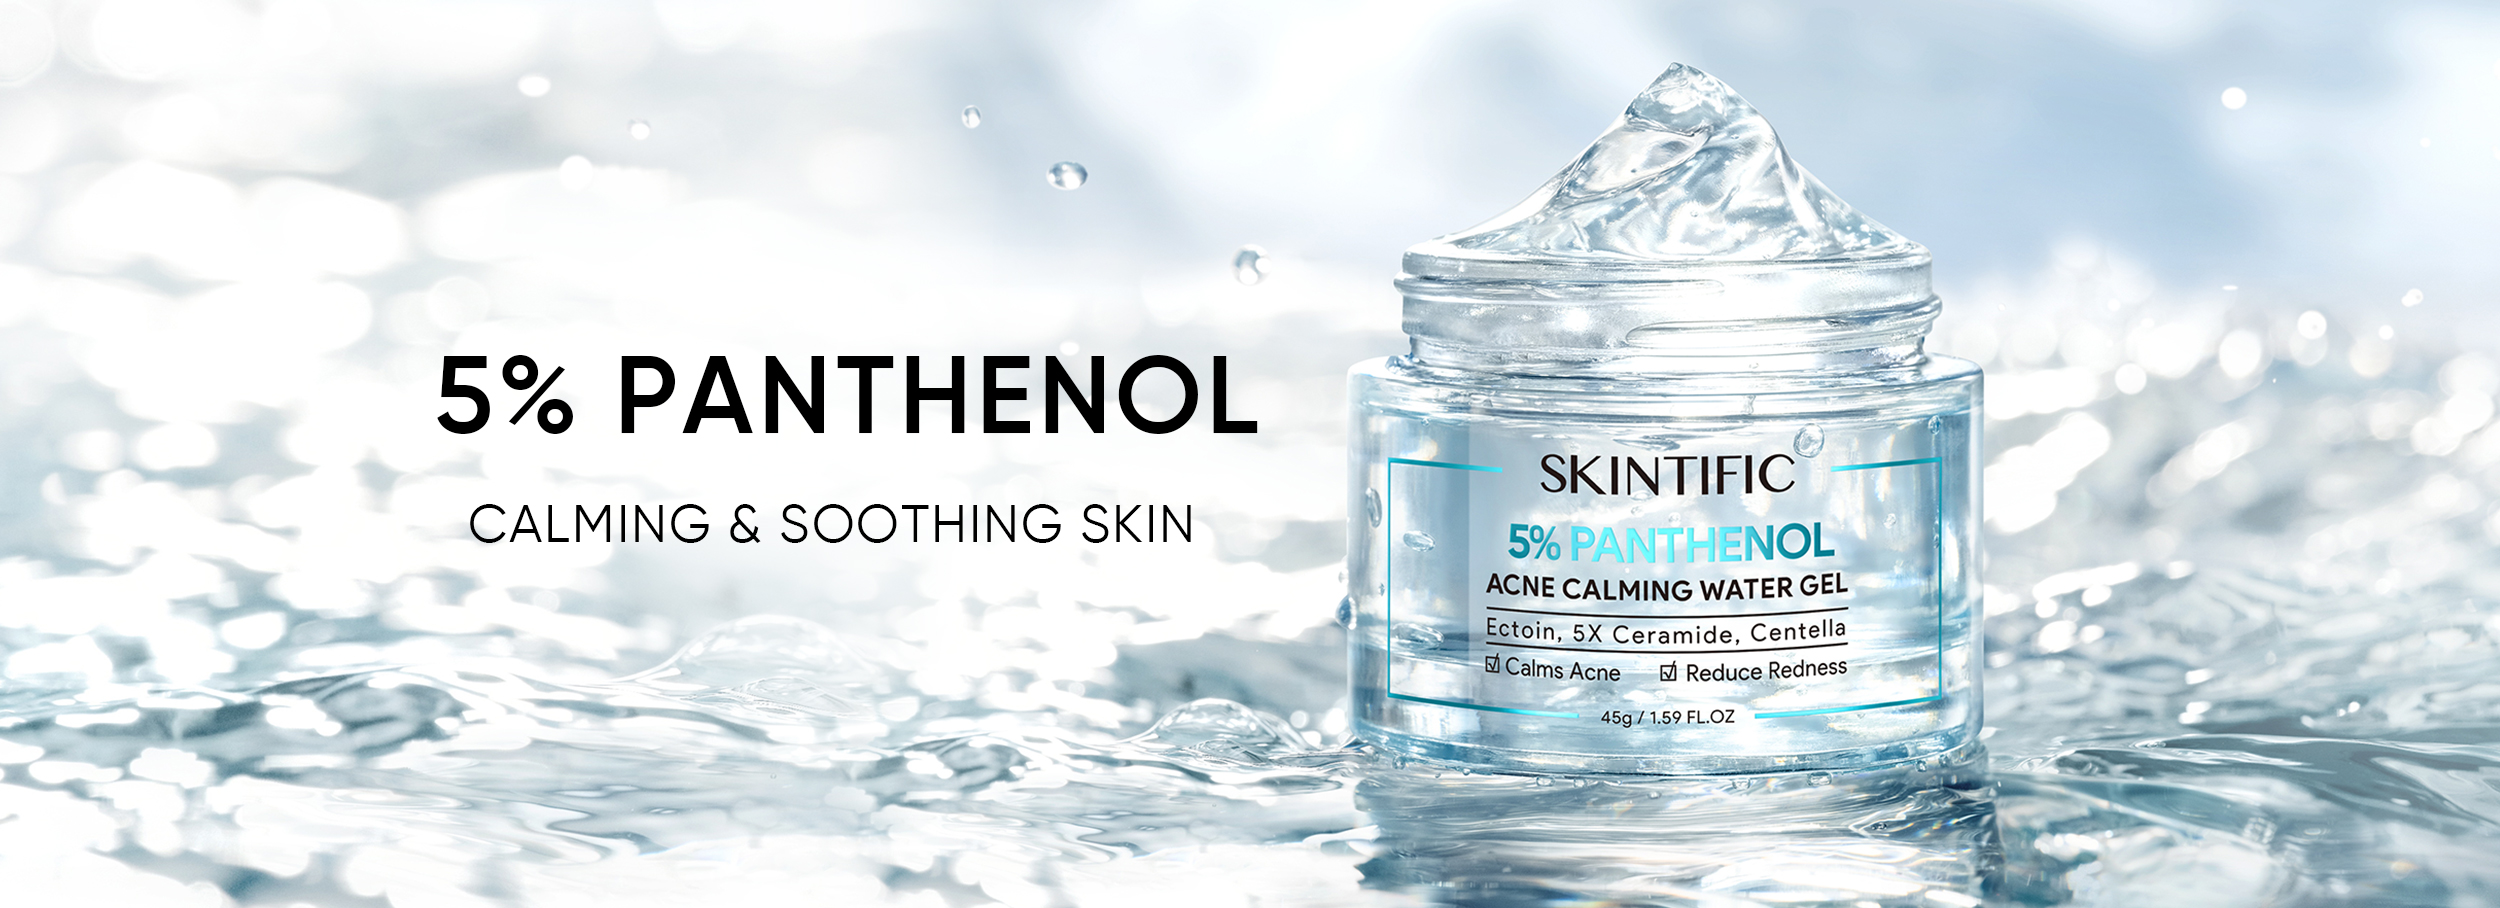 5% PANTHENOL
CALMING & SOOTHING SKIN
SKINTIFIC
5% PANTHENOL
ACNE CALMING WATER GEL
Ectoin, 5X Ceramide, Centella
☑ Calms Acne ☑ Reduce Redness
45g / 1.59 FL.OZ